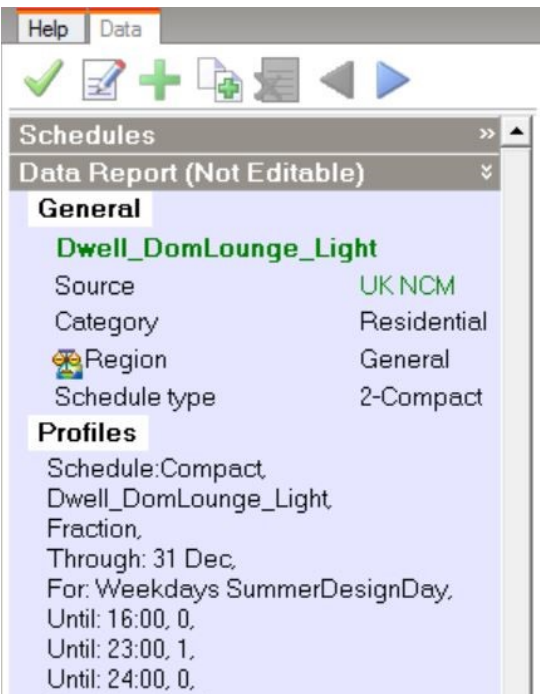 Help Data
Schedules
Data Report (Not Editable)
General
Dwell_DomLounge_Light
Source UK NCM
Category Residential
Region General
Schedule type 2-Compact
Profiles
Schedule:Compact,
Dwell_DomLounge_Light,
Fraction,
Through: 31 Dec,
For: Weekdays SummerDesignDay,
Until: 16:00, 0,
Until: 23:00, 1,
Until: 24:00, 0,